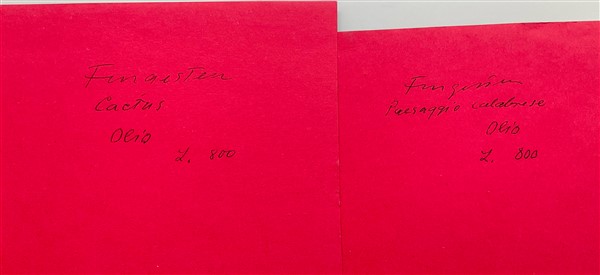 Fingesten
Cactus
Olio
L. 800
Fingesten
Paesaggio calabrese
Olio
L. 800